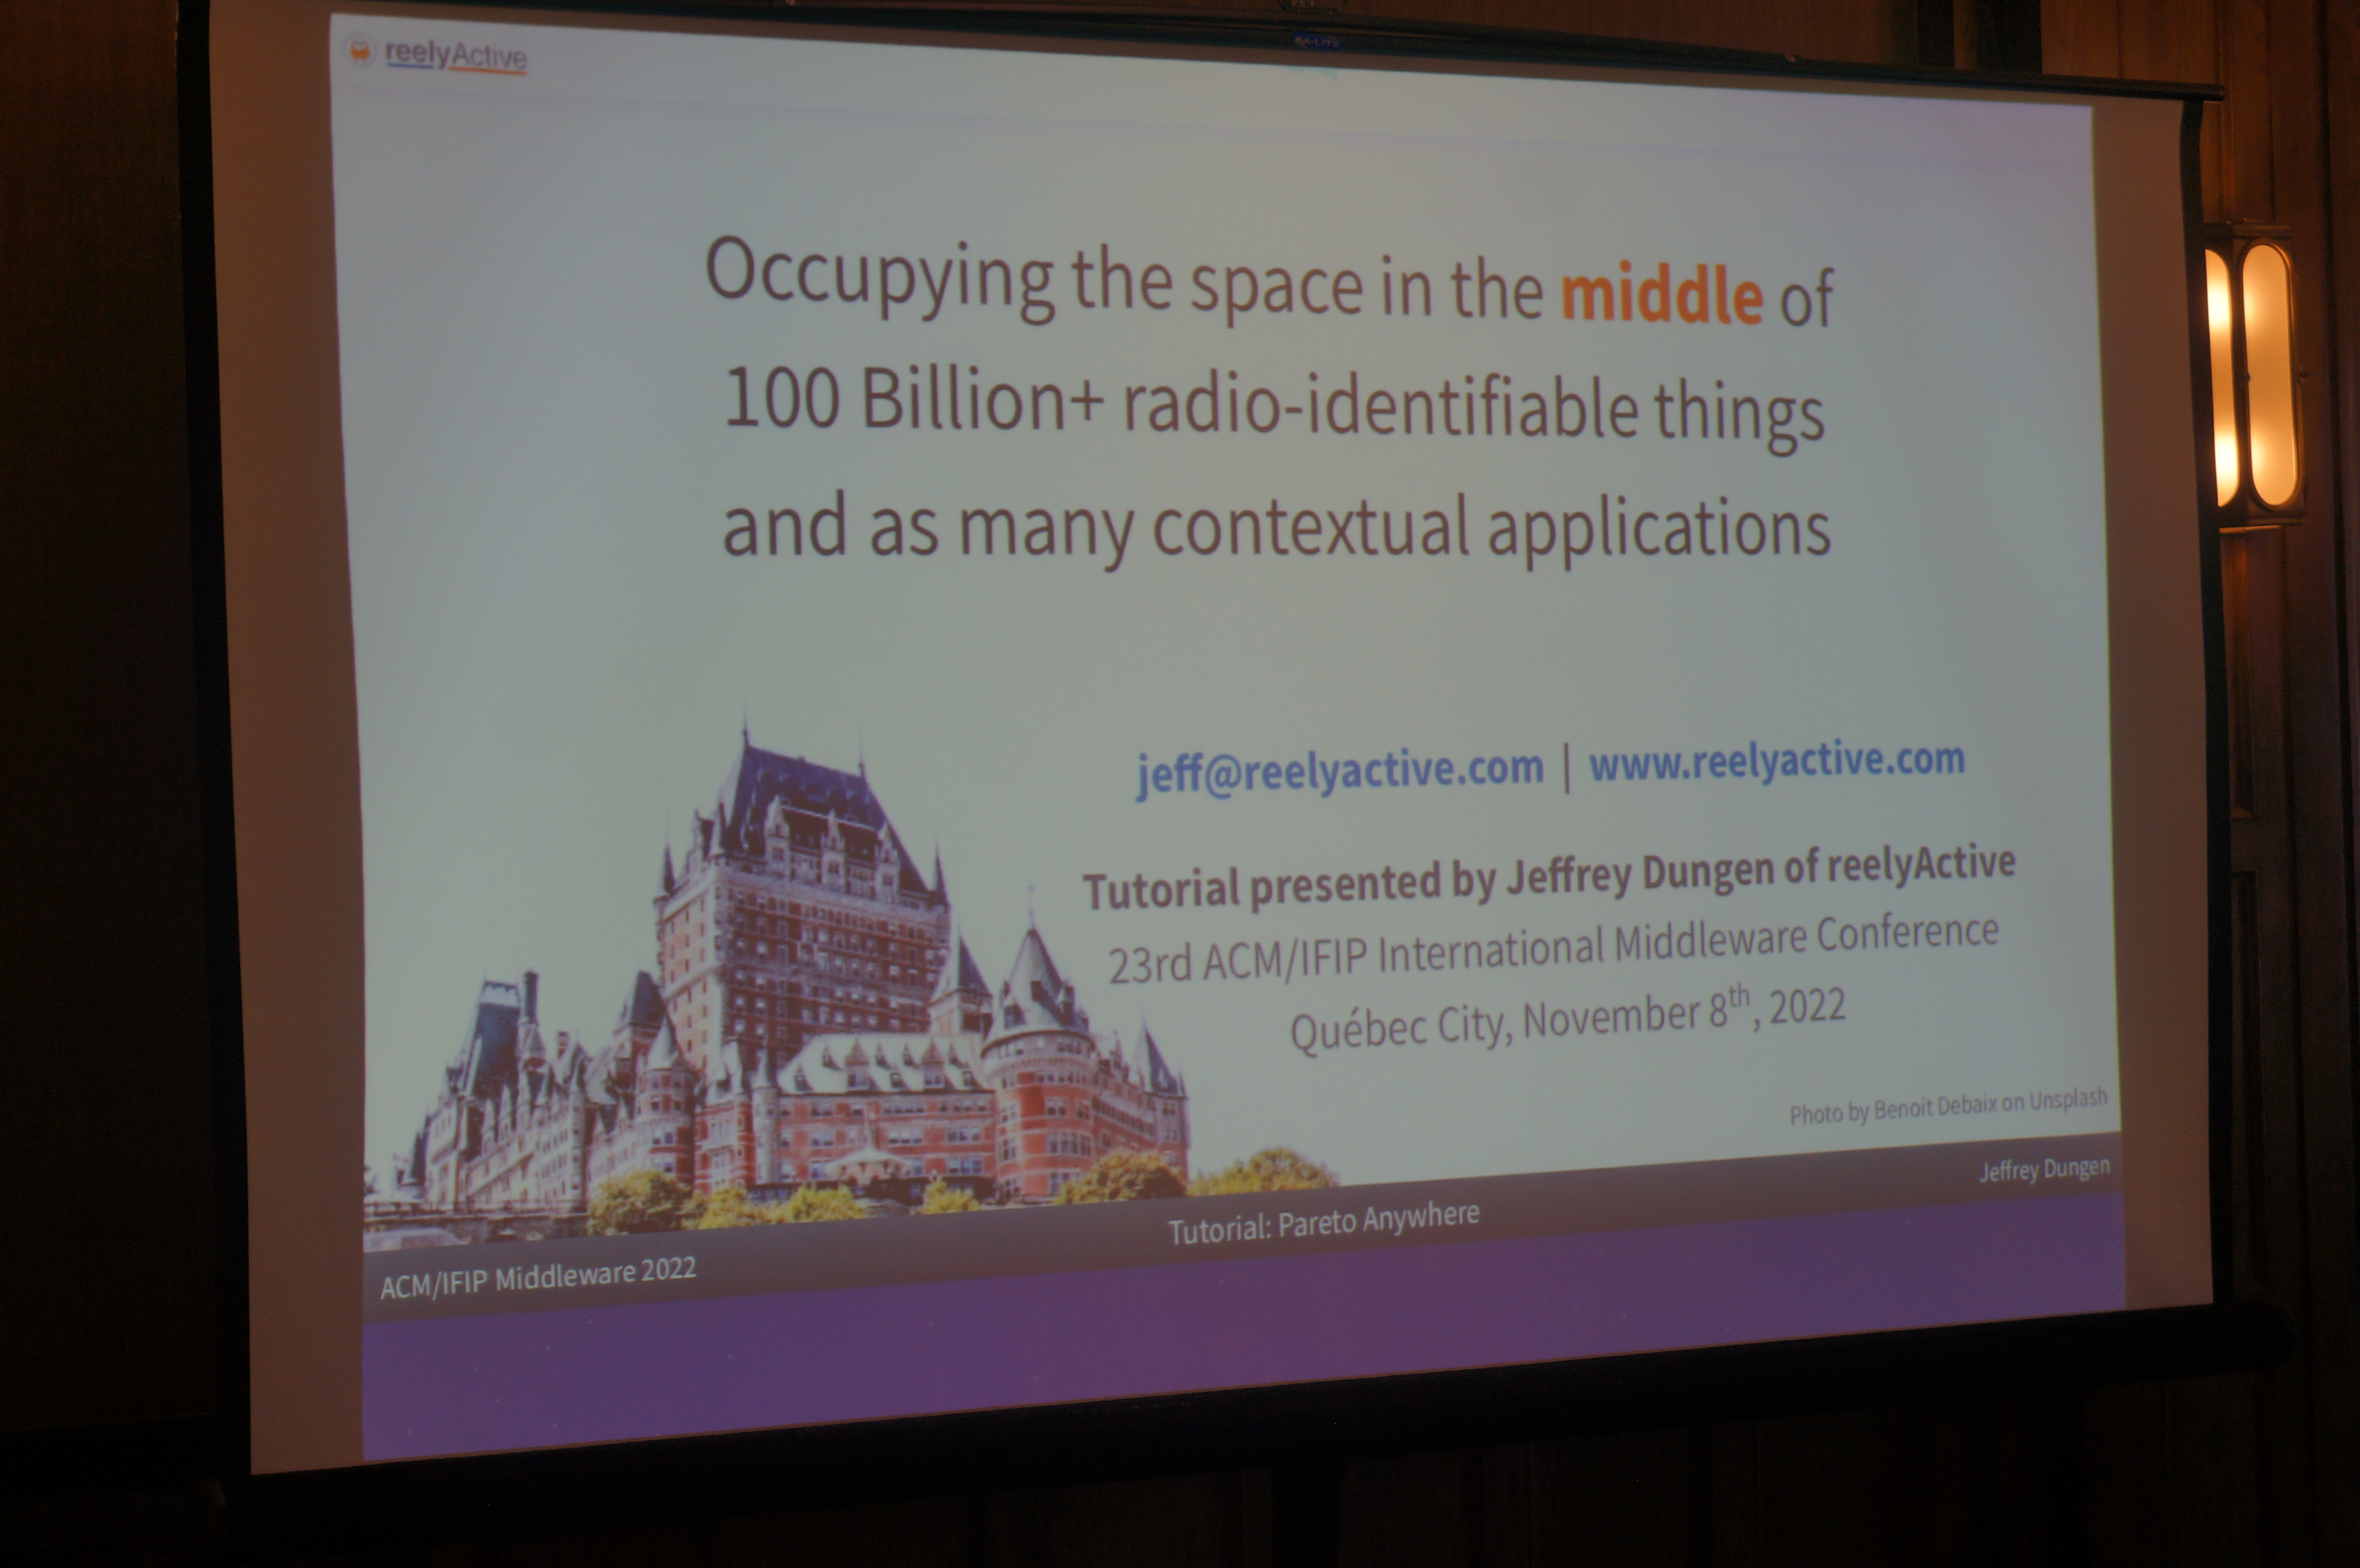 reelyActive
Occupying the space in the middle of
100 Billion+ radio-identifiable things
and as many contextual applications
jeff@reelyactive.com | www.reelyactive.com
Tutorial presented by Jeffrey Dungen of reelyActive
23rd ACM/IFIP International Middleware Conference
Québec City, November 8th, 2022
Photo by Benoit Debaix on Unsplash
ACM/IFIP Middleware 2022
Tutorial: Pareto Anywhere
Jeffrey Dungen